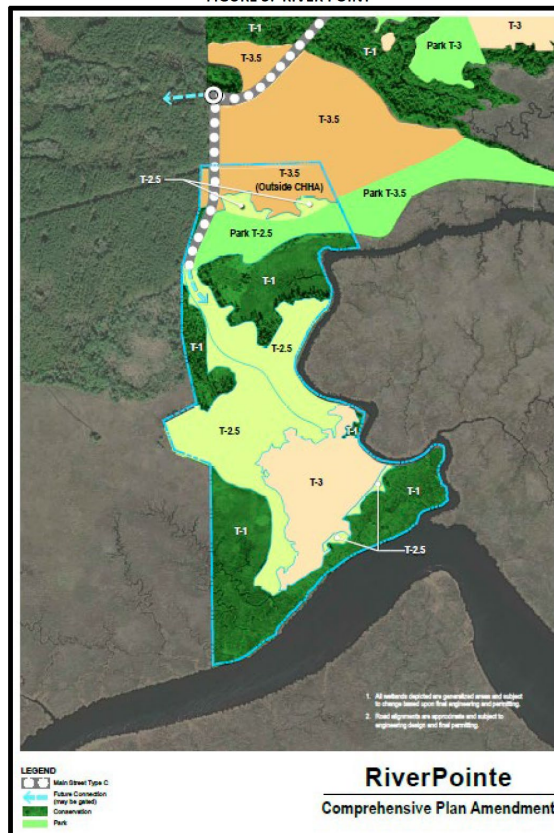 FIGURE 9. RIVER POINT
T-1
T-3
T-1
Park T-3
T-3.5
T-3.5
T-2.5
T-3.5
(Outside CHHA)
Park T-3.5
Park T-2.5
T-1
T-1
T-2.5
T-2.5
T-1
T-3
T-1
T-1
T-2.5
1. All wetlands depicted are generalized areas and subject
to change based upon final engineering and permitting.
2. Road alignments are approximate and subject to
engineering design and final permitting.
LEGEND
Main Street Type C
Future Connection
(may be gated)
Conservation
Park
RiverPointe
Comprehensive Plan Amendment